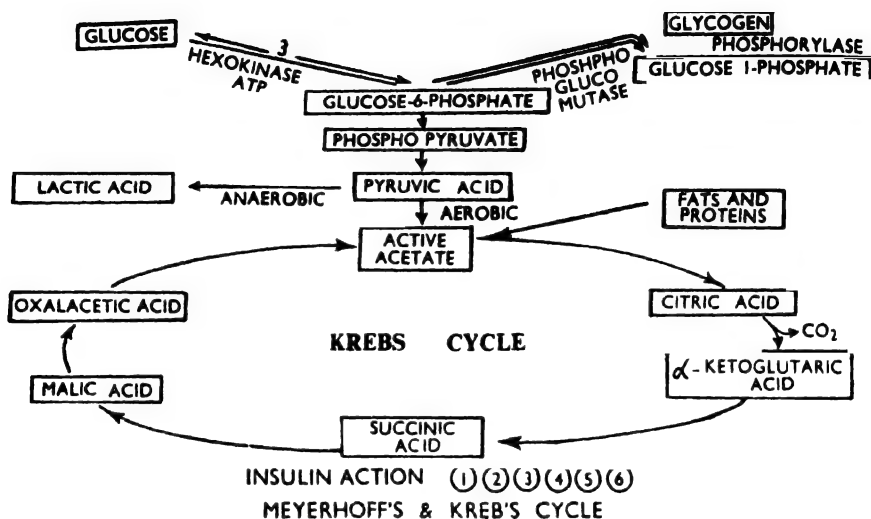 GLUCOSE
3
HEXOKINASE
ATP
GLYCOGEN
PHOSPHORYLASE
GLUCOSE 1-PHOSPHATE
PHOSHPHO
GLUCO
MUTASE
GLUCOSE-6-PHOSPHATE
PHOSPHO PYRUVATE
LACTIC ACID
ANAEROBIC
PYRUVIC ACID
AEROBIC
FATS AND
PROTEINS
ACTIVE
ACETATE
OXALACETIC ACID
CITRIC ACID
CO₂
KREBS CYCLE
α-KETOGLUTARIC
ACID
MALIC ACID
SUCCINIC
ACID
INSULIN ACTION ① ② ③ ④ ⑤ ⑥
MEYERHOFF'S & KREB'S CYCLE